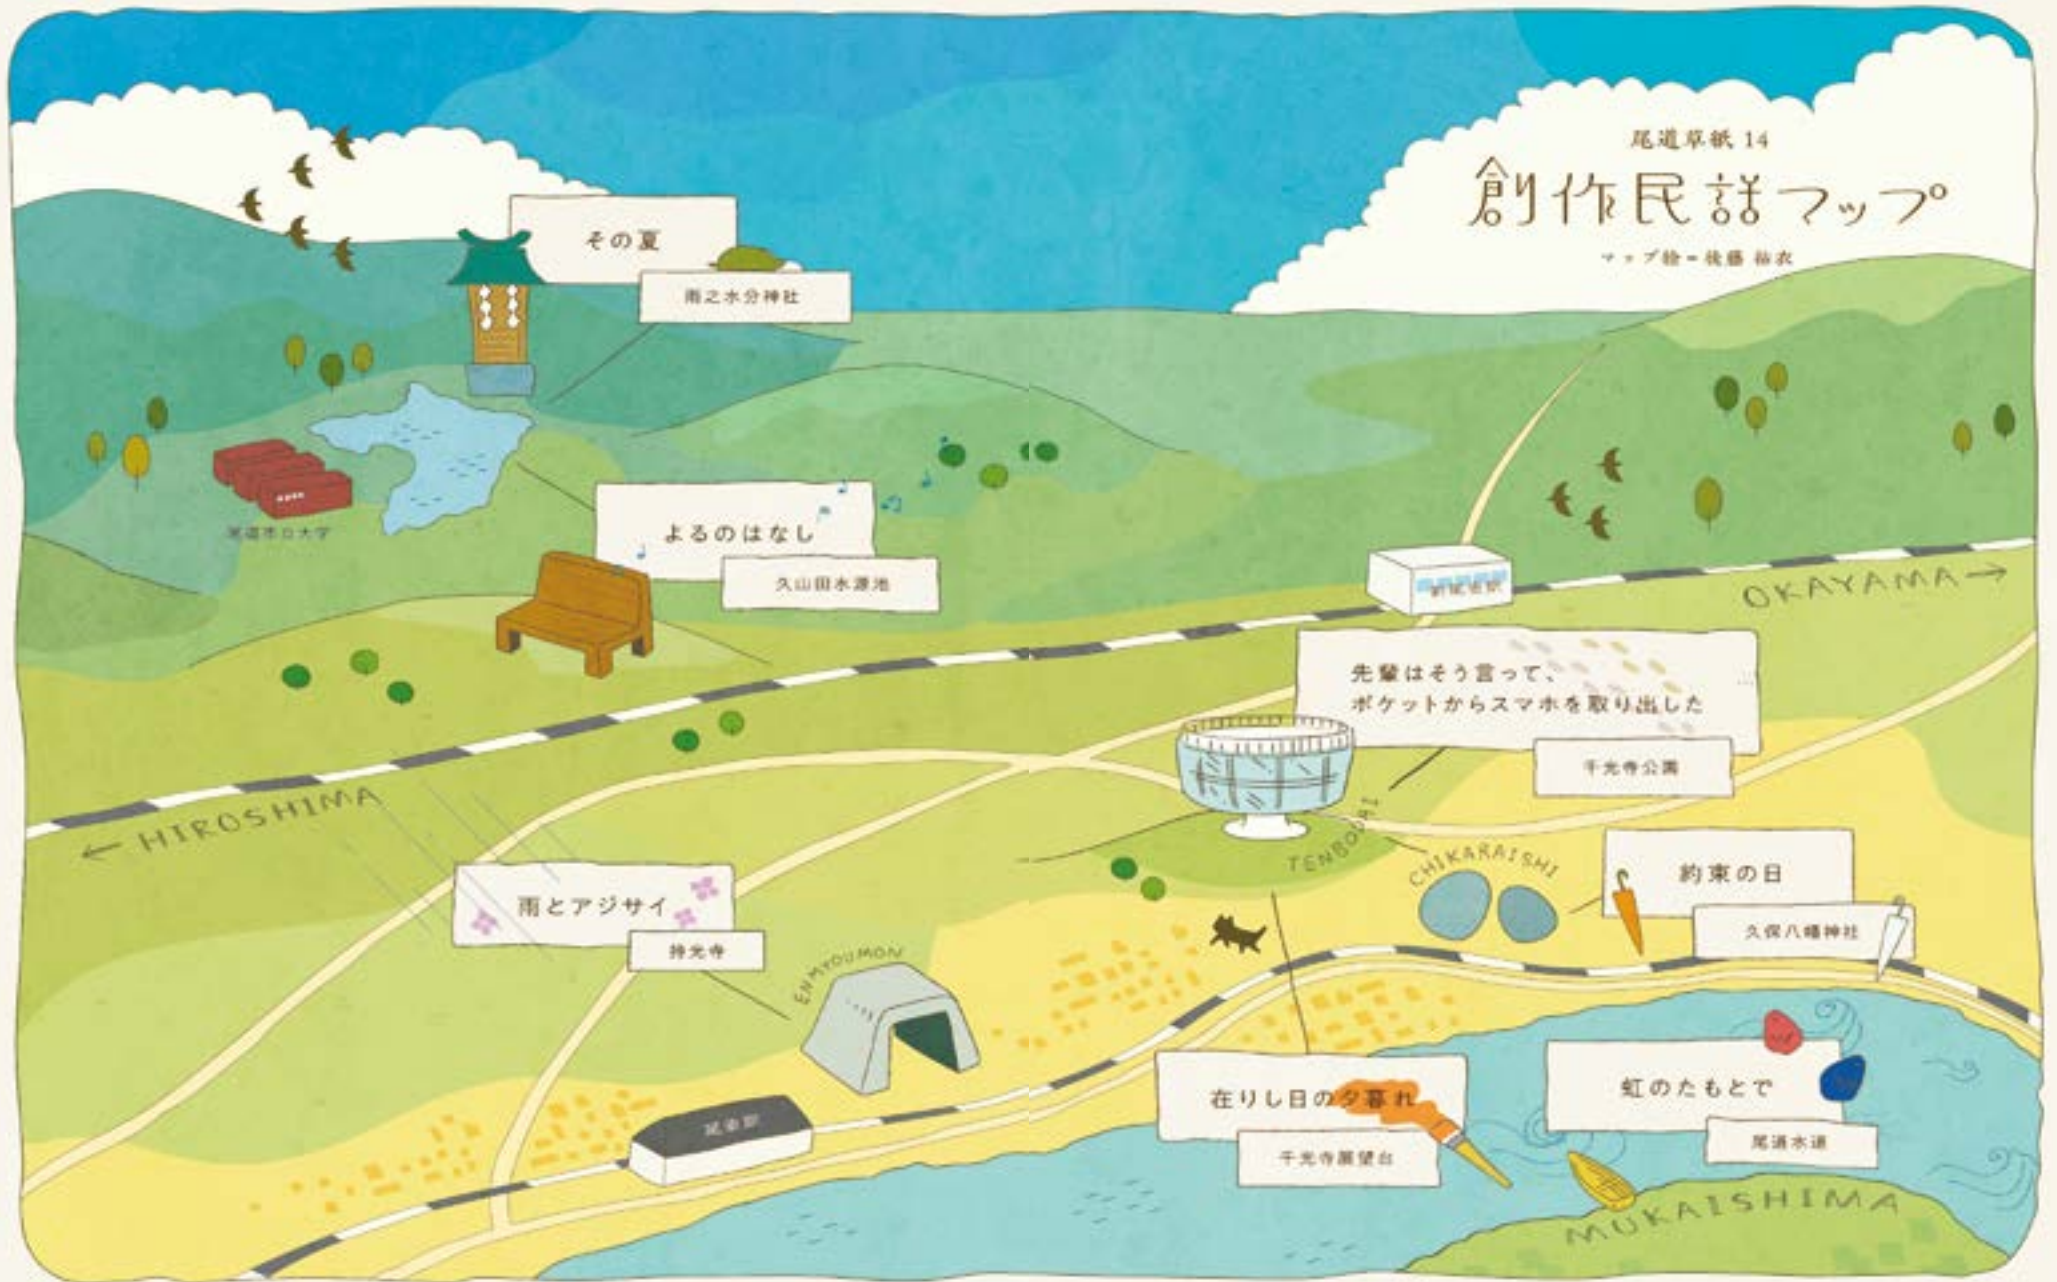 尾道草紙 14
創作民話マップ
マップ絵=後藤 祐衣
その夏
雨之水分神社
尾道市立大学
よるのはなし
久山田水源池
新尾道駅
OKAYAMA→
先輩はそう言って、
ポケットからスマホを取り出した
千光寺公園
←HIROSHIMA
TENBODAI
CHIKARAISHI
約束の日
久保八幡神社
雨とアジサイ
持光寺
ENMYOUMON
尾道駅
在りし日の夕暮れ
千光寺展望台
虹のたもとで
尾道水道
MUKAISHIMA